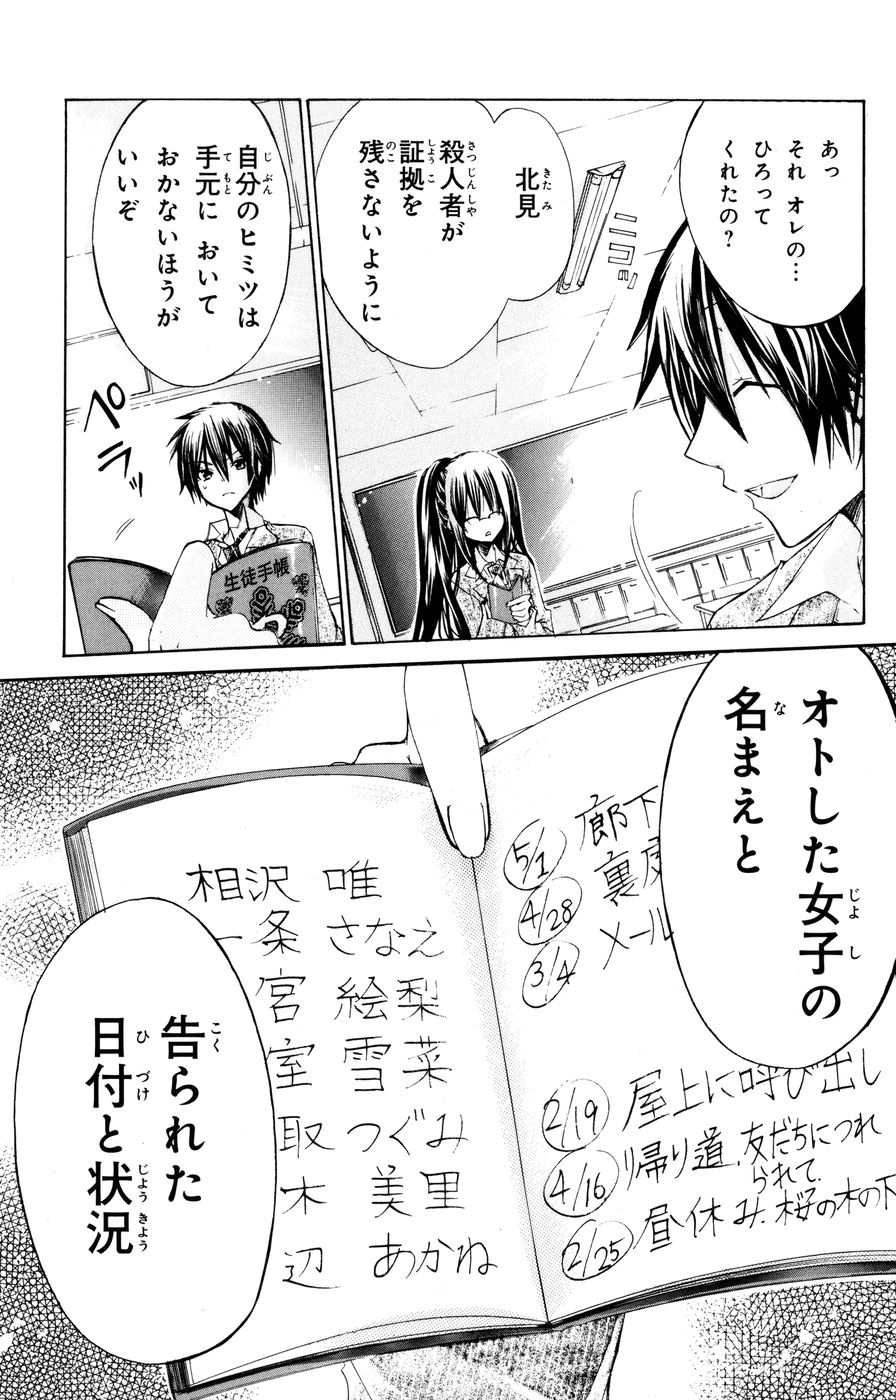 あっ
それ オレの…
ひろって
くれたの?
ニコッ
北見
殺人者が
証拠を
残さないように
自分のヒミツは
手元に おいて
おかないほうが
いいぞ
ペラッ
生徒手帳
オトした女子の
名まえと
5/1 廊下
4/28 裏庭
3/4 メール
2/19 屋上に呼び出し
4/16 帰り道、友だちにつれ
られて.
2/25 昼休み.桜の木の下
相沢 唯
一条 さなえ
宮 絵梨
室 雪菜
取 つぐみ
木 美里
辺 あかね
告られた
日付と状況